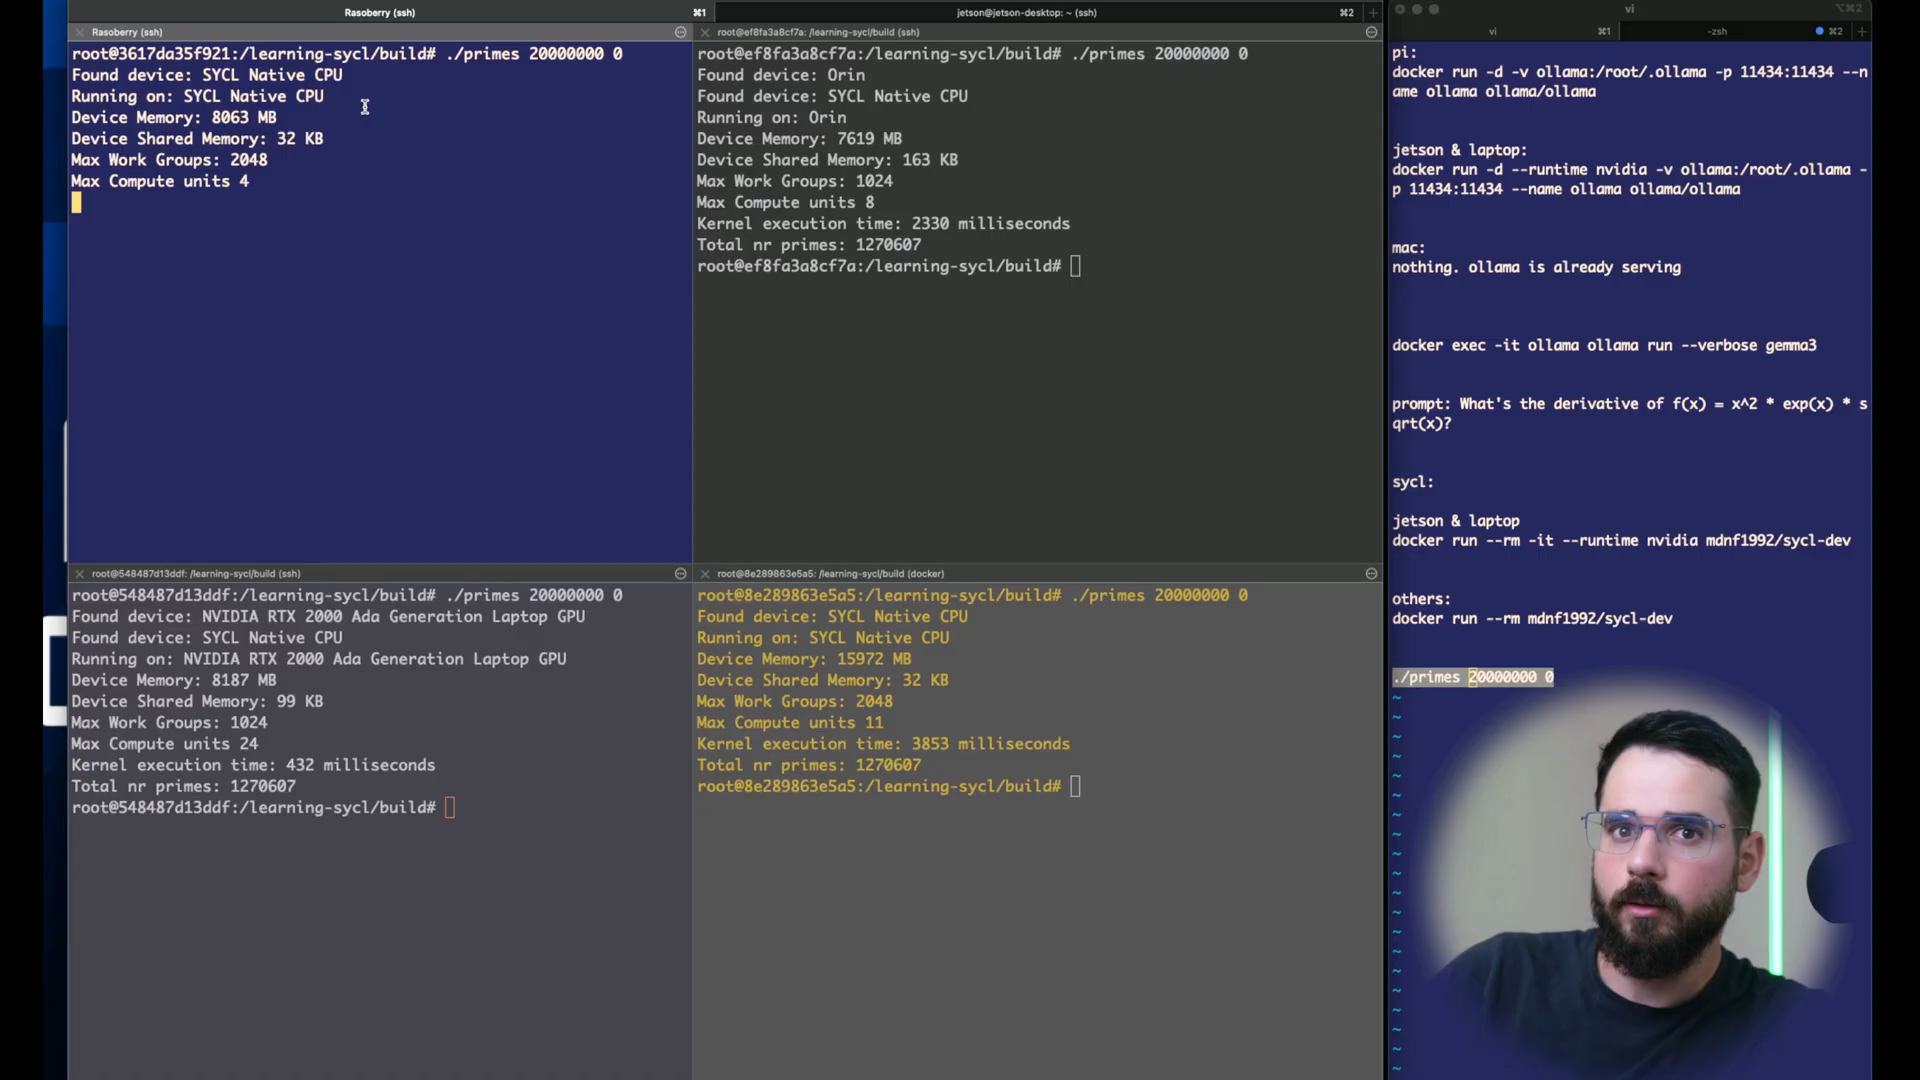 Rasoberry (ssh)
⌘1
jetson@jetson-desktop: ~ (ssh)
⌘2
Rasoberry (ssh)
root@3617da35f921:/learning-sycl/build# ./primes 20000000 0
Found device: SYCL Native CPU
Running on: SYCL Native CPU
Device Memory: 8063 MB
Device Shared Memory: 32 KB
Max Work Groups: 2048
Max Compute units 4
root@ef8fa3a8cf7a: /learning-sycl/build (ssh)
root@ef8fa3a8cf7a:/learning-sycl/build# ./primes 20000000 0
Found device: Orin
Found device: SYCL Native CPU
Running on: Orin
Device Memory: 7619 MB
Device Shared Memory: 163 KB
Max Work Groups: 1024
Max Compute units 8
Kernel execution time: 2330 milliseconds
Total nr primes: 1270607
root@ef8fa3a8cf7a:/learning-sycl/build#
root@548487d13ddf: /learning-sycl/build (ssh)
root@548487d13ddf:/learning-sycl/build# ./primes 20000000 0
Found device: NVIDIA RTX 2000 Ada Generation Laptop GPU
Found device: SYCL Native CPU
Running on: NVIDIA RTX 2000 Ada Generation Laptop GPU
Device Memory: 8187 MB
Device Shared Memory: 99 KB
Max Work Groups: 1024
Max Compute units 24
Kernel execution time: 432 milliseconds
Total nr primes: 1270607
root@548487d13ddf:/learning-sycl/build#
root@8e289863e5a5: /learning-sycl/build (docker)
root@8e289863e5a5:/learning-sycl/build# ./primes 20000000 0
Found device: SYCL Native CPU
Running on: SYCL Native CPU
Device Memory: 15972 MB
Device Shared Memory: 32 KB
Max Work Groups: 2048
Max Compute units 11
Kernel execution time: 3853 milliseconds
Total nr primes: 1270607
root@8e289863e5a5:/learning-sycl/build#
vi
⌥⌘2
vi
⌘1
-zsh
⌘2
pi:
docker run -d -v ollama:/root/.ollama -p 11434:11434 --n
ame ollama ollama/ollama
jetson & laptop:
docker run -d --runtime nvidia -v ollama:/root/.ollama -
p 11434:11434 --name ollama ollama/ollama
mac:
nothing. ollama is already serving
docker exec -it ollama ollama run --verbose gemma3
prompt: What's the derivative of f(x) = x^2 * exp(x) * s
qrt(x)?
sycl:
jetson & laptop
docker run --rm -it --runtime nvidia mdnf1992/sycl-dev
others:
docker run --rm mdnf1992/sycl-dev
./primes 20000000 0